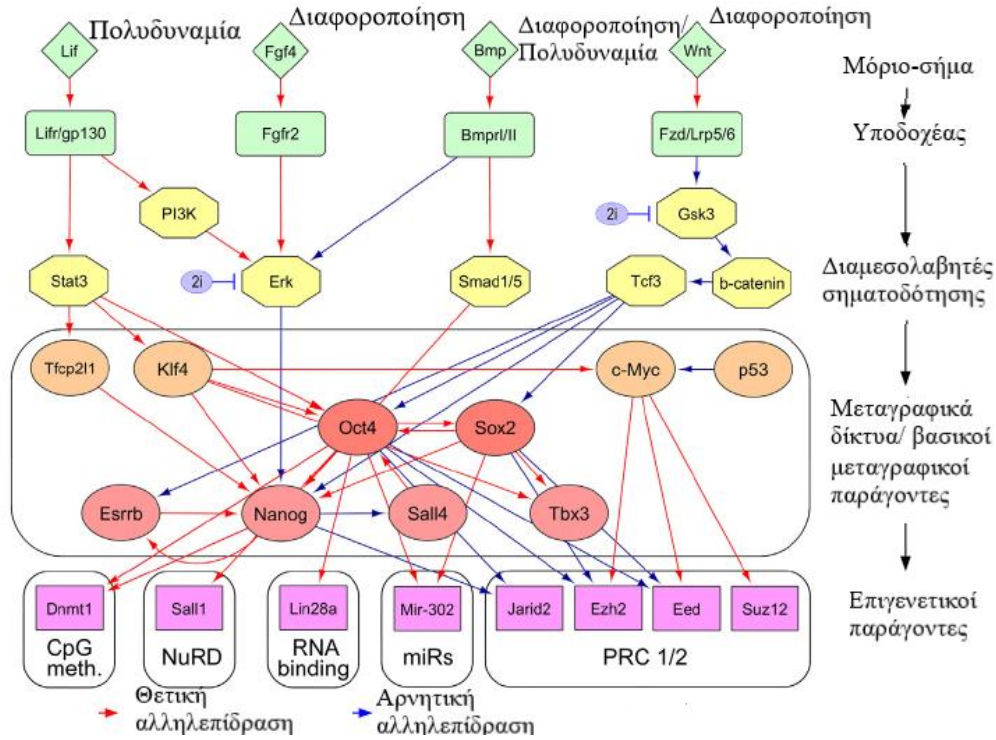 Πολυδυναμία
Διαφοροποίηση
Διαφοροποίηση/
Πολυδυναμία
Διαφοροποίηση
Lif
Fgf4
Bmp
Wnt
Μόριο-σήμα
Lifr/gp130
Fgfr2
BmprI/II
Fzd/Lrp5/6
Υποδοχέας
PI3K
2i
Gsk3
Stat3
2i
Erk
Smad1/5
Tcf3
b-catenin
Διαμεσολαβητές
σηματοδότησης
Tfcp2l1
Klf4
c-Myc
p53
Oct4
Sox2
Μεταγραφικά
δίκτυα/ βασικοί
μεταγραφικοί
παράγοντες
Esrrb
Nanog
Sall4
Tbx3
Dnmt1
Sall1
Lin28a
Mir-302
Jarid2
Ezh2
Eed
Suz12
Επιγενετικοί
παράγοντες
CpG
meth.
NuRD
RNA
binding
miRs
PRC 1/2
Θετική
αλληλεπίδραση
Αρνητική
αλληλεπίδραση